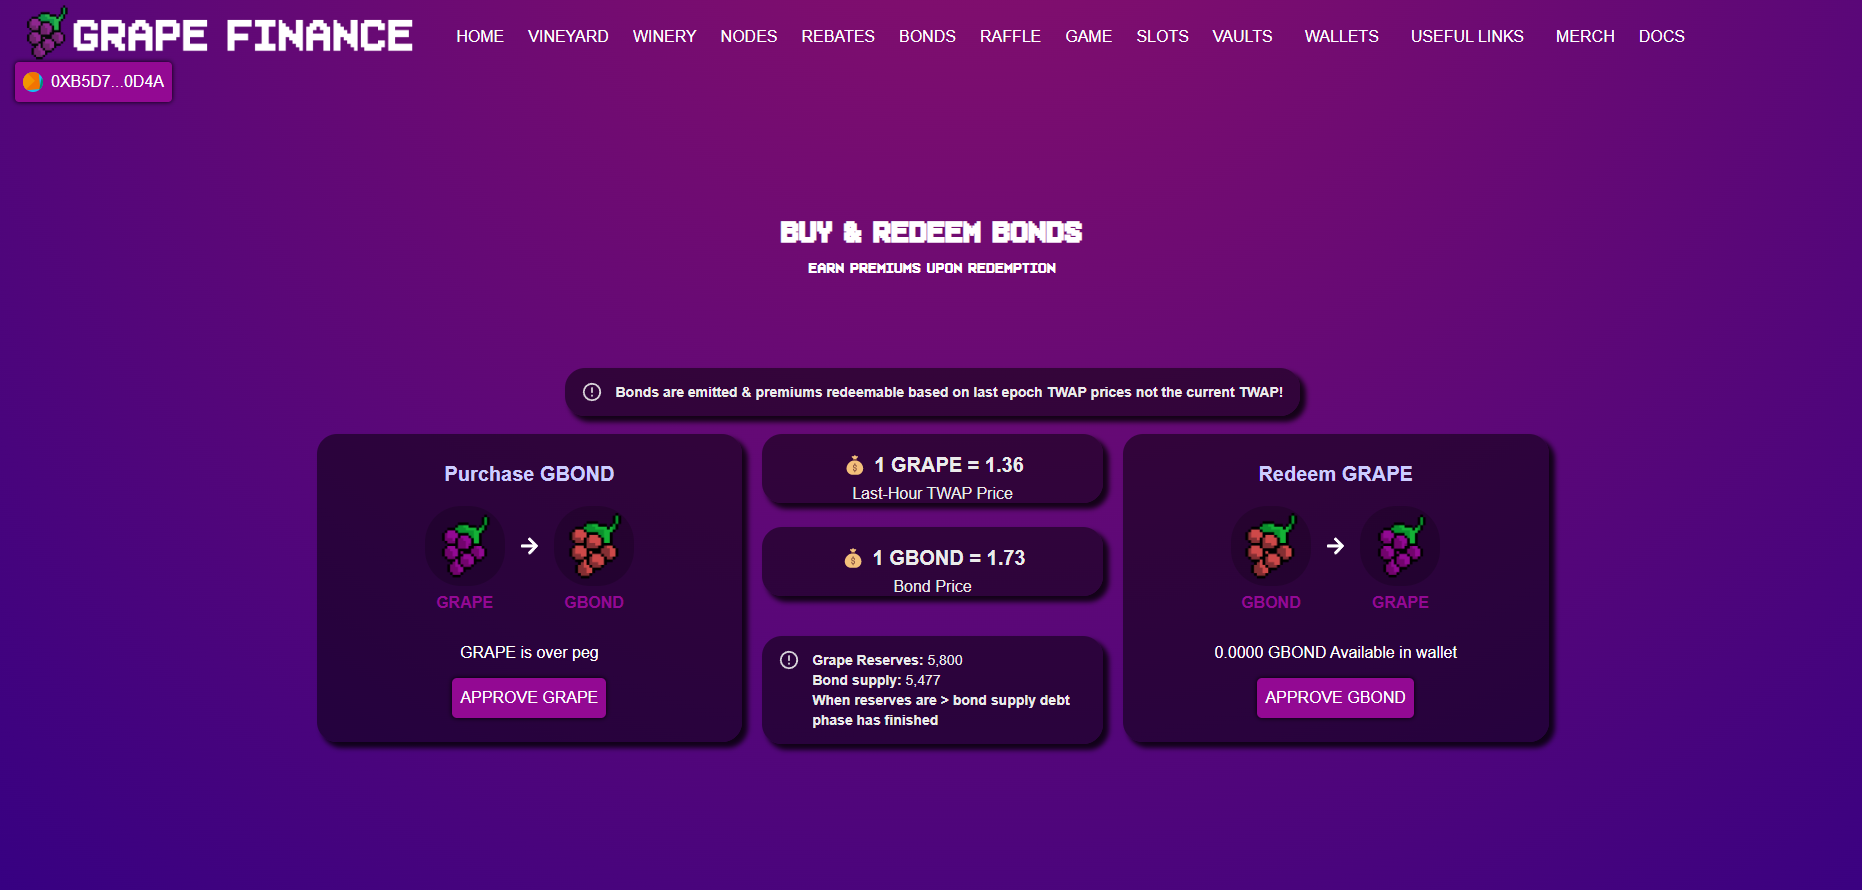 GRAPE FINANCE
HOME VINEYARD WINERY NODES REBATES BONDS RAFFLE GAME SLOTS VAULTS WALLETS USEFUL LINKS MERCH DOCS
0XB5D7...0D4A
BUY & REDEEM BONDS
EARN PREMIUMS UPON REDEMPTION
Bonds are emitted & premiums redeemable based on last epoch TWAP prices not the current TWAP!
Purchase GBOND
GRAPE GBOND
GRAPE is over peg
APPROVE GRAPE
1 GRAPE = 1.36
Last-Hour TWAP Price
1 GBOND = 1.73
Bond Price
Grape Reserves: 5,800
Bond supply: 5,477
When reserves are > bond supply debt
phase has finished
Redeem GRAPE
GBOND GRAPE
0.0000 GBOND Available in wallet
APPROVE GBOND